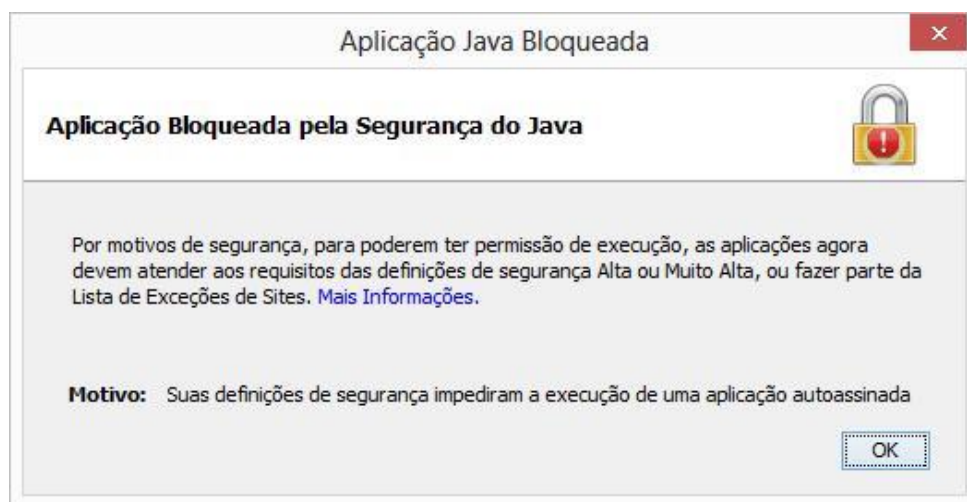 Aplicação Java Bloqueada
Aplicação Bloqueada pela Segurança do Java
Por motivos de segurança, para poderem ter permissão de execução, as aplicações agora
devem atender aos requisitos das definições de segurança Alta ou Muito Alta, ou fazer parte da
Lista de Exceções de Sites. Mais Informações.
Motivo: Suas definições de segurança impediram a execução de uma aplicação autoassinada
OK